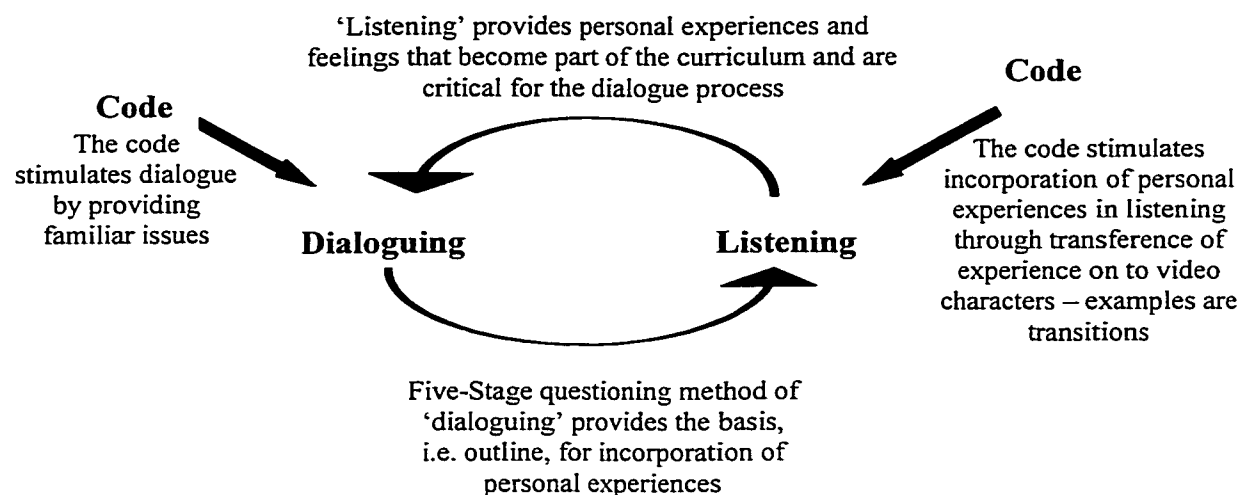 ‘Listening’ provides personal experiences and
feelings that become part of the curriculum and are
critical for the dialogue process
Code
The code
stimulates dialogue
by providing
familiar issues
Code
The code stimulates
incorporation of personal
experiences in listening
through transference of
experience on to video
characters – examples are
transitions
Dialoguing
Listening
Five-Stage questioning method of
‘dialoguing’ provides the basis,
i.e. outline, for incorporation of
personal experiences